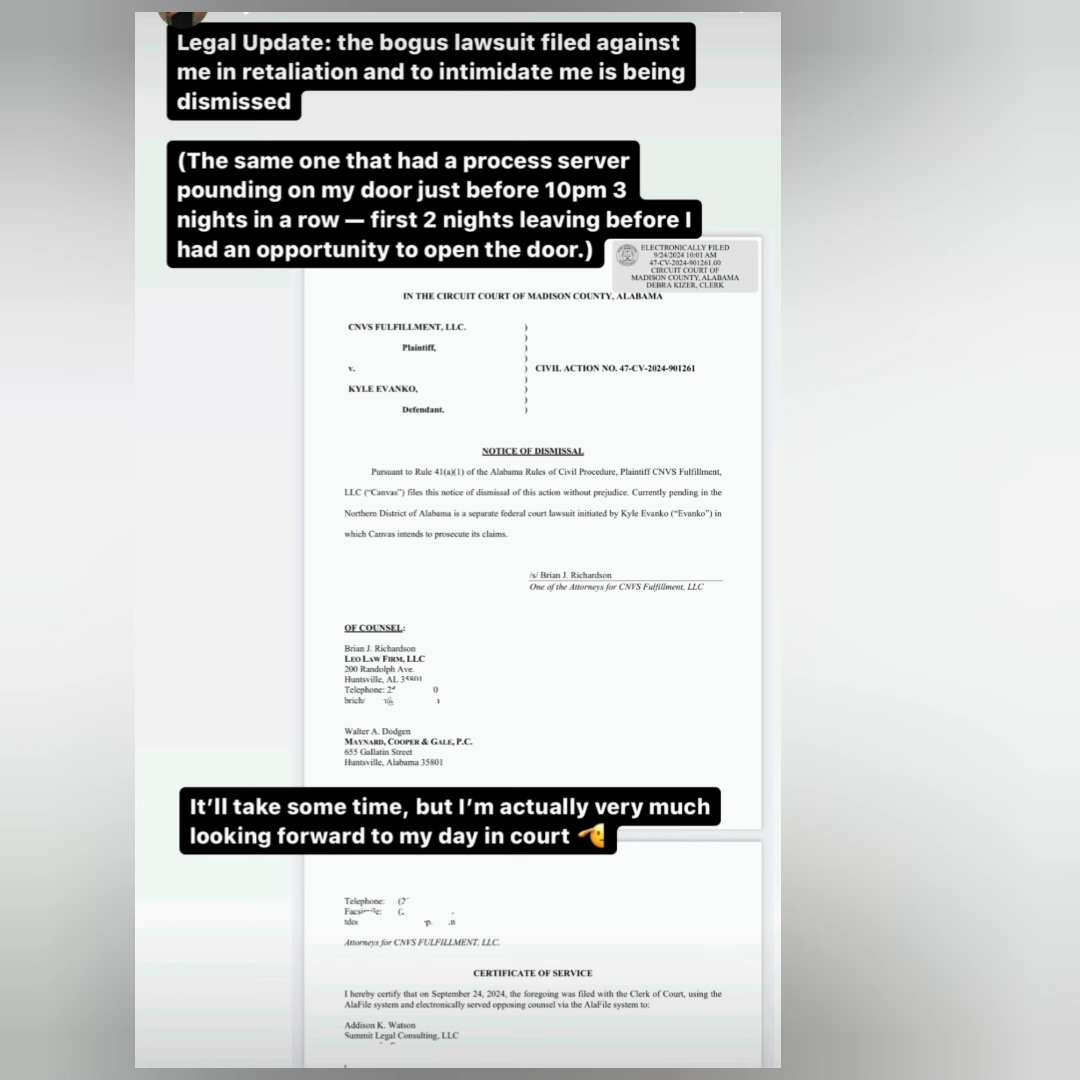 Legal Update: the bogus lawsuit filed against
me in retaliation and to intimidate me is being
dismissed
(The same one that had a process server
pounding on my door just before 10pm 3
nights in a row — first 2 nights leaving before I
had an opportunity to open the door.)
ELECTRONICALLY FILED
9/24/2024 10:01 AM
47-CV-2024-901261.00
CIRCUIT COURT OF
MADISON COUNTY, ALABAMA
DEBRA KIZER, CLERK
IN THE CIRCUIT COURT OF MADISON COUNTY, ALABAMA
CNVS FULFILLMENT, LLC. )
)
Plaintiff, )
)
v. ) CIVIL ACTION NO. 47-CV-2024-901261
)
KYLE EVANKO, )
)
Defendant. )
NOTICE OF DISMISSAL
Pursuant to Rule 41(a)(1) of the Alabama Rules of Civil Procedure, Plaintiff CNVS Fulfillment,
LLC (“Canvas”) files this notice of dismissal of this action without prejudice. Currently pending in the
Northern District of Alabama is a separate federal court lawsuit initiated by Kyle Evanko (“Evanko”) in
which Canvas intends to prosecute its claims.
/s/ Brian J. Richardson
One of the Attorneys for CNVS Fulfillment, LLC
OF COUNSEL:
Brian J. Richardson
LEO LAW FIRM, LLC
200 Randolph Ave.
Huntsville, AL 35801
Telephone:
Walter A. Dodgen
MAYNARD, COOPER & GALE, P.C.
655 Gallatin Street
Huntsville, Alabama 35801
It’ll take some time, but I’m actually very much
looking forward to my day in court 🫡
Telephone:
Attorneys for CNVS FULFILLMENT, LLC.
CERTIFICATE OF SERVICE
I hereby certify that on September 24, 2024, the foregoing was filed with the Clerk of Court, using the
AlaFile system and electronically served opposing counsel via the AlaFile system to:
Addison K. Watson
Summit Legal Consulting, LLC